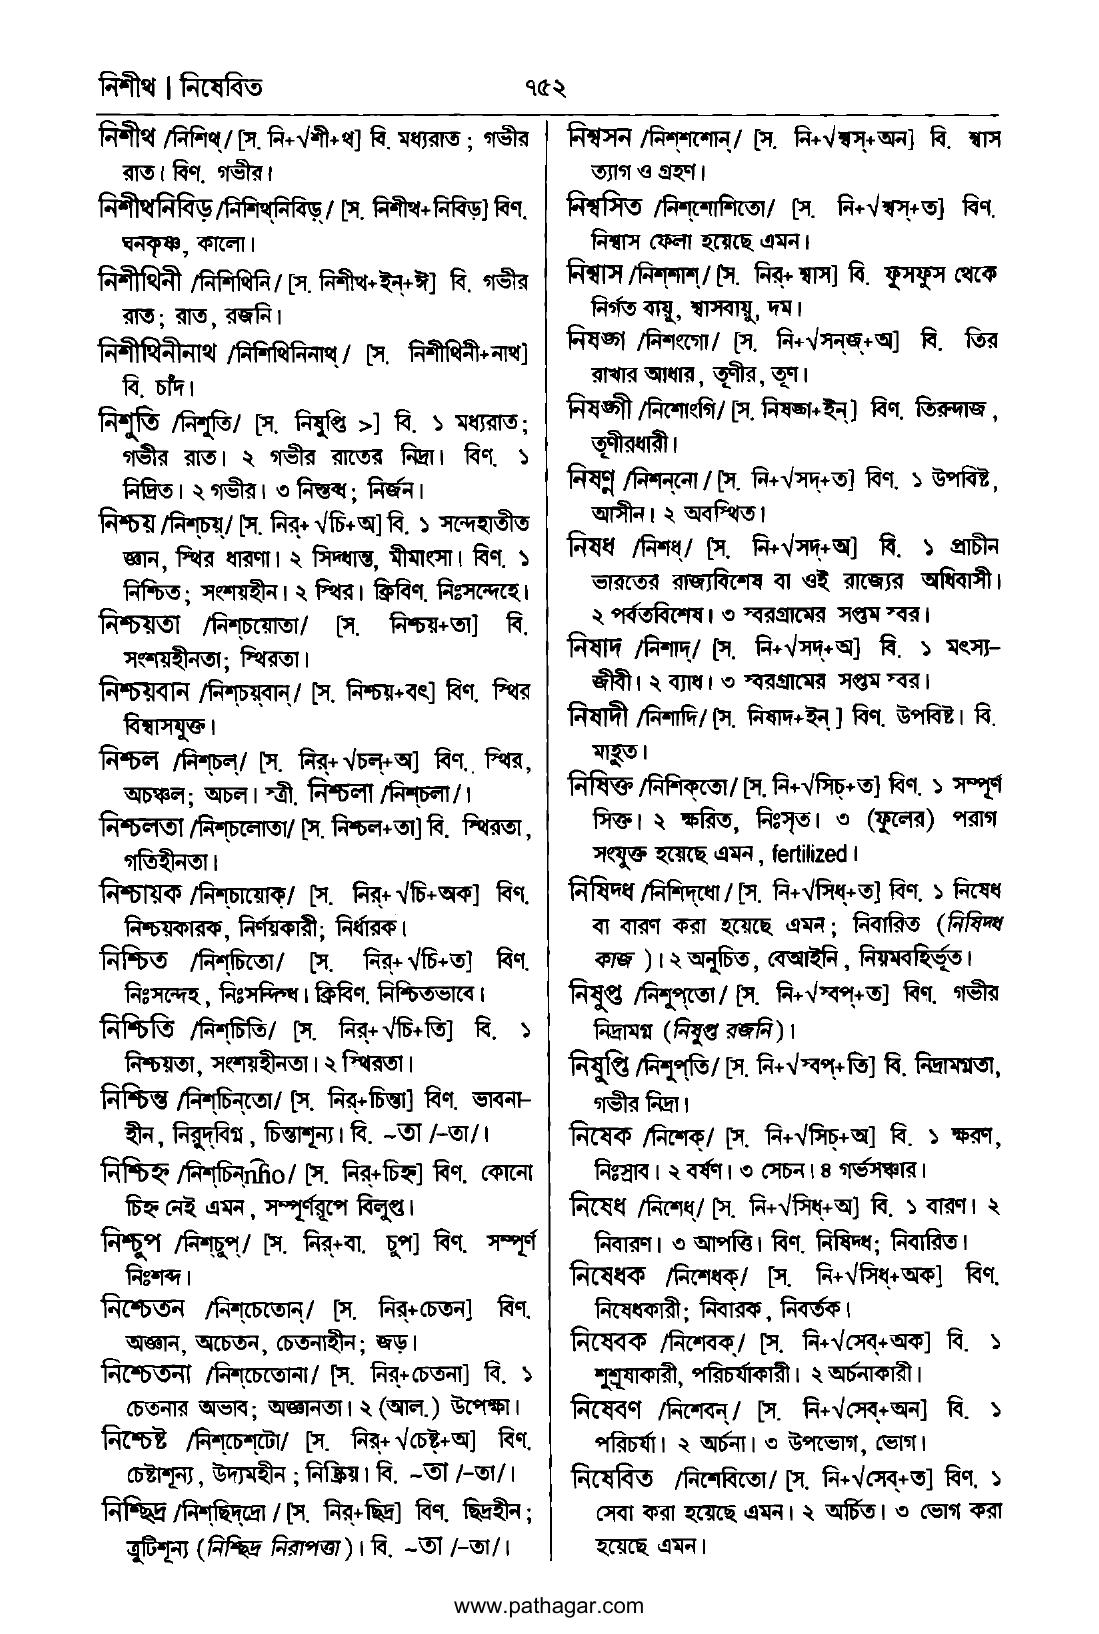 নিশীথ | নিষেবিত
৭৫২
নিশীথ /নিশিথ্/ [স. নি+√শী+থ] বি. মধ্যরাত ; গভীর
রাত। বিণ. গভীর।
নিশীথনিবিড় /নিশিথ্‌নিবিড়্/ [স. নিশীথ+নিবিড়] বিণ.
ঘনকৃষ্ণ, কালো।
নিশীথিনী /নিশিথিনি/ [স. নিশীথ+ইন্+ঈ] বি. গভীর
রাত; রাত, রজনি।
নিশীথিনীনাথ /নিশিথিনিনাথ্/ [স. নিশীথিনী+নাথ]
বি. চাঁদ।
নিশুতি /নিশুতি/ [স. নিষুপ্তি >] বি. ১ মধ্যরাত;
গভীর রাত। ২ গভীর রাতের নিদ্রা। বিণ. ১
নিদ্রিত। ২ গভীর। ৩ নিস্তব্ধ; নির্জন।
নিশ্চয় /নিশ্‌চয়্/ [স. নির্+ √চি+অ] বি. ১ সন্দেহাতীত
জ্ঞান, স্থির ধারণা। ২ সিদ্ধান্ত, মীমাংসা। বিণ. ১
নিশ্চিত; সংশয়হীন। ২ স্থির। ক্রিবিণ. নিঃসন্দেহে।
নিশ্চয়তা /নিশ্‌চয়োতা/ [স. নিশ্চয়+তা] বি.
সংশয়হীনতা; স্থিরতা।
নিশ্চয়বান /নিশ্‌চয়্‌বান্/ [স. নিশ্চয়+বৎ] বিণ. স্থির
বিশ্বাসযুক্ত।
নিশ্চল /নিশ্‌চল্/ [স. নির্+ √চল্+অ] বিণ. স্থির,
অচঞ্চল; অচল। স্ত্রী. নিশ্চলা /নিশ্‌চলা/।
নিশ্চলতা /নিশ্‌চলোতা/ [স. নিশ্চল+তা] বি. স্থিরতা,
গতিহীনতা।
নিশ্চায়ক /নিশ্‌চায়োক্/ [স. নির্+ √চি+অক] বিণ.
নিশ্চয়কারক, নির্ণয়কারী; নির্ধারক।
নিশ্চিত /নিশ্‌চিতো/ [স. নির্+ √চি+ত] বিণ.
নিঃসন্দেহ, নিঃসন্দিগ্ধ। ক্রিবিণ. নিশ্চিতভাবে।
নিশ্চিতি /নিশ্‌চিতি/ [স. নির্+ √চি+তি] বি. ১
নিশ্চয়তা, সংশয়হীনতা। ২ স্থিরতা।
নিশ্চিন্ত /নিশ্‌চিন্‌তো/ [স. নির্+চিন্তা] বিণ. ভাবনা-
হীন, নিরুদ্‌বিগ্ন, চিন্তাশূন্য। বি. ~তা /-তা/।
নিশ্চিহ্ন /নিশ্‌চিন্nĥo/ [স. নির্+চিহ্ন] বিণ. কোনো
চিহ্ন নেই এমন, সম্পূর্ণরূপে বিলুপ্ত।
নিশ্চুপ /নিশ্‌চুপ্/ [স. নির্+বা. চুপ] বিণ. সম্পূর্ণ
নিঃশব্দ।
নিশ্চেতন /নিশ্‌চেতোন্/ [স. নির্+চেতন] বিণ.
অজ্ঞান, অচেতন, চেতনাহীন; জড়।
নিশ্চেতনা /নিশ্‌চেতোনা/ [স. নির্+চেতনা] বি. ১
চেতনার অভাব; অজ্ঞানতা। ২ (আল.) উপেক্ষা।
নিশ্চেষ্ট /নিশ্‌চেশ্‌টো/ [স. নির্+ √চেষ্ট্+অ] বিণ.
চেষ্টাশূন্য, উদ্যমহীন; নিষ্ক্রিয়। বি. ~তা /-তা/।
নিশ্ছিদ্র /নিশ্‌ছিদ্‌দ্রো/ [স. নির্+ছিদ্র] বিণ. ছিদ্রহীন;
ত্রুটিশূন্য (নিশ্ছিদ্র নিরাপত্তা)। বি. ~তা /-তা/।
নিশ্বসন /নিশ্‌শশোন্/ [স. নি+√শ্বস্+অন] বি. শ্বাস
ত্যাগ ও গ্রহণ।
নিশ্বসিত /নিশ্‌শোশিতো/ [স. নি+√শ্বস্+ত] বিণ.
নিশ্বাস ফেলা হয়েছে এমন।
নিশ্বাস /নিশ্‌শাশ্/ [স. নির্+ শ্বাস] বি. ফুসফুস থেকে
নির্গত বায়ু, শ্বাসবায়ু, দম।
নিষঙ্গ /নিশংগো/ [স. নি+√সন্‌জ্+অ] বি. তির
রাখার আধার, তূণীর, তূণ।
নিষঙ্গী /নিশোংগি/ [স. নিষঙ্গ+ইন্] বিণ. তিরন্দাজ,
তূণীরধারী।
নিষণ্ণ /নিশন্‌নো/ [স. নি+√সদ্+ত] বিণ. ১ উপবিষ্ট,
আসীন। ২ অবস্থিত।
নিষধ /নিশধ্/ [স. নি+√সদ্+অ] বি. ১ প্রাচীন
ভারতের রাজ্যবিশেষ বা ওই রাজ্যের অধিবাসী।
২ পর্বতবিশেষ। ৩ স্বরগ্রামের সপ্তম স্বর।
নিষাদ /নিশাদ্/ [স. নি+√সদ্+অ] বি. ১ মৎস্য-
জীবী। ২ ব্যাধ। ৩ স্বরগ্রামের সপ্তম স্বর।
নিষাদী /নিশাদি/ [স. নিষাদ+ইন্ ] বিণ. উপবিষ্ট। বি.
মাহুত।
নিষিক্ত /নিশিক্‌তো/ [স. নি+√সিচ্+ত] বিণ. ১ সম্পূর্ণ
সিক্ত। ২ ক্ষরিত, নিঃসৃত। ৩ (ফুলের) পরাগ
সংযুক্ত হয়েছে এমন, fertilized।
নিষিদ্ধ /নিশিদ্‌ধো/ [স. নি+√সিধ্+ত] বিণ. ১ নিষেধ
বা বারণ করা হয়েছে এমন; নিবারিত (নিষিদ্ধ
কাজ )। ২ অনুচিত, বেআইনি, নিয়মবহির্ভূত।
নিষুপ্ত /নিশুপ্‌তো/ [স. নি+√স্বপ্+ত] বিণ. গভীর
নিদ্রামগ্ন (নিষুপ্ত রজনি)।
নিষুপ্তি /নিশুপ্‌তি/ [স. নি+√স্বপ্+তি] বি. নিদ্রামগ্নতা,
গভীর নিদ্রা।
নিষেক /নিশেক্/ [স. নি+√সিচ্+অ] বি. ১ ক্ষরণ,
নিঃস্রাব। ২ বর্ষণ। ৩ সেচন। ৪ গর্ভসঞ্চার।
নিষেধ /নিশেধ্/ [স. নি+√সিধ্+অ] বি. ১ বারণ। ২
নিবারণ। ৩ আপত্তি। বিণ. নিষিদ্ধ; নিবারিত।
নিষেধক /নিশেধক্/ [স. নি+√সিধ্+অক] বিণ.
নিষেধকারী; নিবারক, নিবর্তক।
নিষেবক /নিশেবক্/ [স. নি+√সেব্+অক] বি. ১
শুশ্রূষাকারী, পরিচর্যাকারী। ২ অর্চনাকারী।
নিষেবণ /নিশেবন্/ [স. নি+√সেব্+অন] বি. ১
পরিচর্যা। ২ অর্চনা। ৩ উপভোগ, ভোগ।
নিষেবিত /নিশেবিতো/ [স. নি+√সেব্+ত] বিণ. ১
সেবা করা হয়েছে এমন। ২ অর্চিত। ৩ ভোগ করা
হয়েছে এমন।
www.pathagar.com